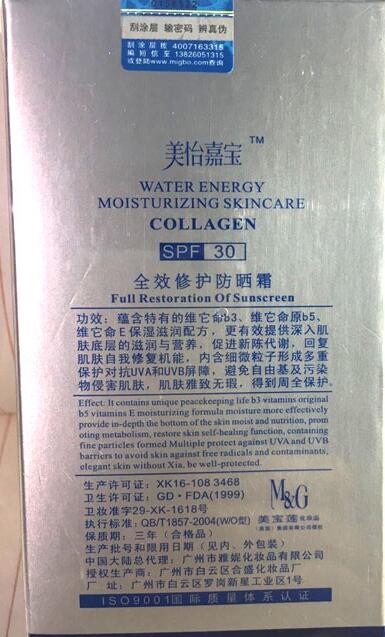 刮涂层 输密码 辨真伪
刮涂层拨 4007163315
编短信至 13826051315
或登陆www.migbo.com查询
美怡嘉宝™
WATER ENERGY
MOISTURIZING SKINCARE
COLLAGEN
SPF 30
全效修护防晒霜
Full Restoration Of Sunscreen
功效：蕴含特有的维它命b3、维它命原b5、
维它命E保湿滋润配方，更有效提供深入肌
肤底层的滋润与营养，促进新陈代谢，回复
肌肤自我修复机能，内含细微粒子形成多重
保护对抗UVA和UVB屏障，避免自由基及污染
物侵害肌肤，肌肤雅致无瑕，得到周全保护。
Effect: It contains unique peacekeeping life b3 vitamins original
b5 vitamins E moisturizing formula moisture more effectively
provide in-depth the bottom of the skin moist and nutrition, prom
oting metabolism, restore skin self-healing function, containing
fine particles formed Multiple protect against UVA and UVB
barriers to avoid skin against free radicals and contaminants,
elegant skin without Xia, be well-protected.
生产许可证：XK16-108 3468
卫生许可证：GD·FDA(1999)
卫妆准字29-XK-1618号
执行标准：QB/T1857-2004(W/O型)
保质期：三年（合格品）
生产批号和限用日期（见内、外包装）
中国大陆总代理：广州市雅妮化妆品有限公司
授权生产商：广州市白云区合盛化妆品厂
厂 址：广州市白云区罗岗新星工业区1号
M&G
美宝莲化妆品
ISO9001国际质量体系认证